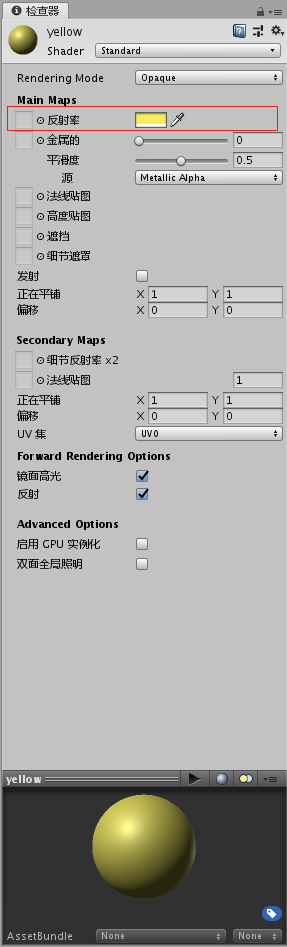 检查器
yellow
Shader Standard
Rendering Mode Opaque
Main Maps
反射率
金属的 0
平滑度 0.5
源 Metallic Alpha
法线贴图
高度贴图
遮挡
细节遮罩
发射
正在平铺 X 1 Y 1
偏移 X 0 Y 0
Secondary Maps
细节反射率 x2
法线贴图 1
正在平铺 X 1 Y 1
偏移 X 0 Y 0
UV 集 UV0
Forward Rendering Options
镜面高光
反射
Advanced Options
启用 GPU 实例化
双面全局照明
yellow
AssetBundle None None